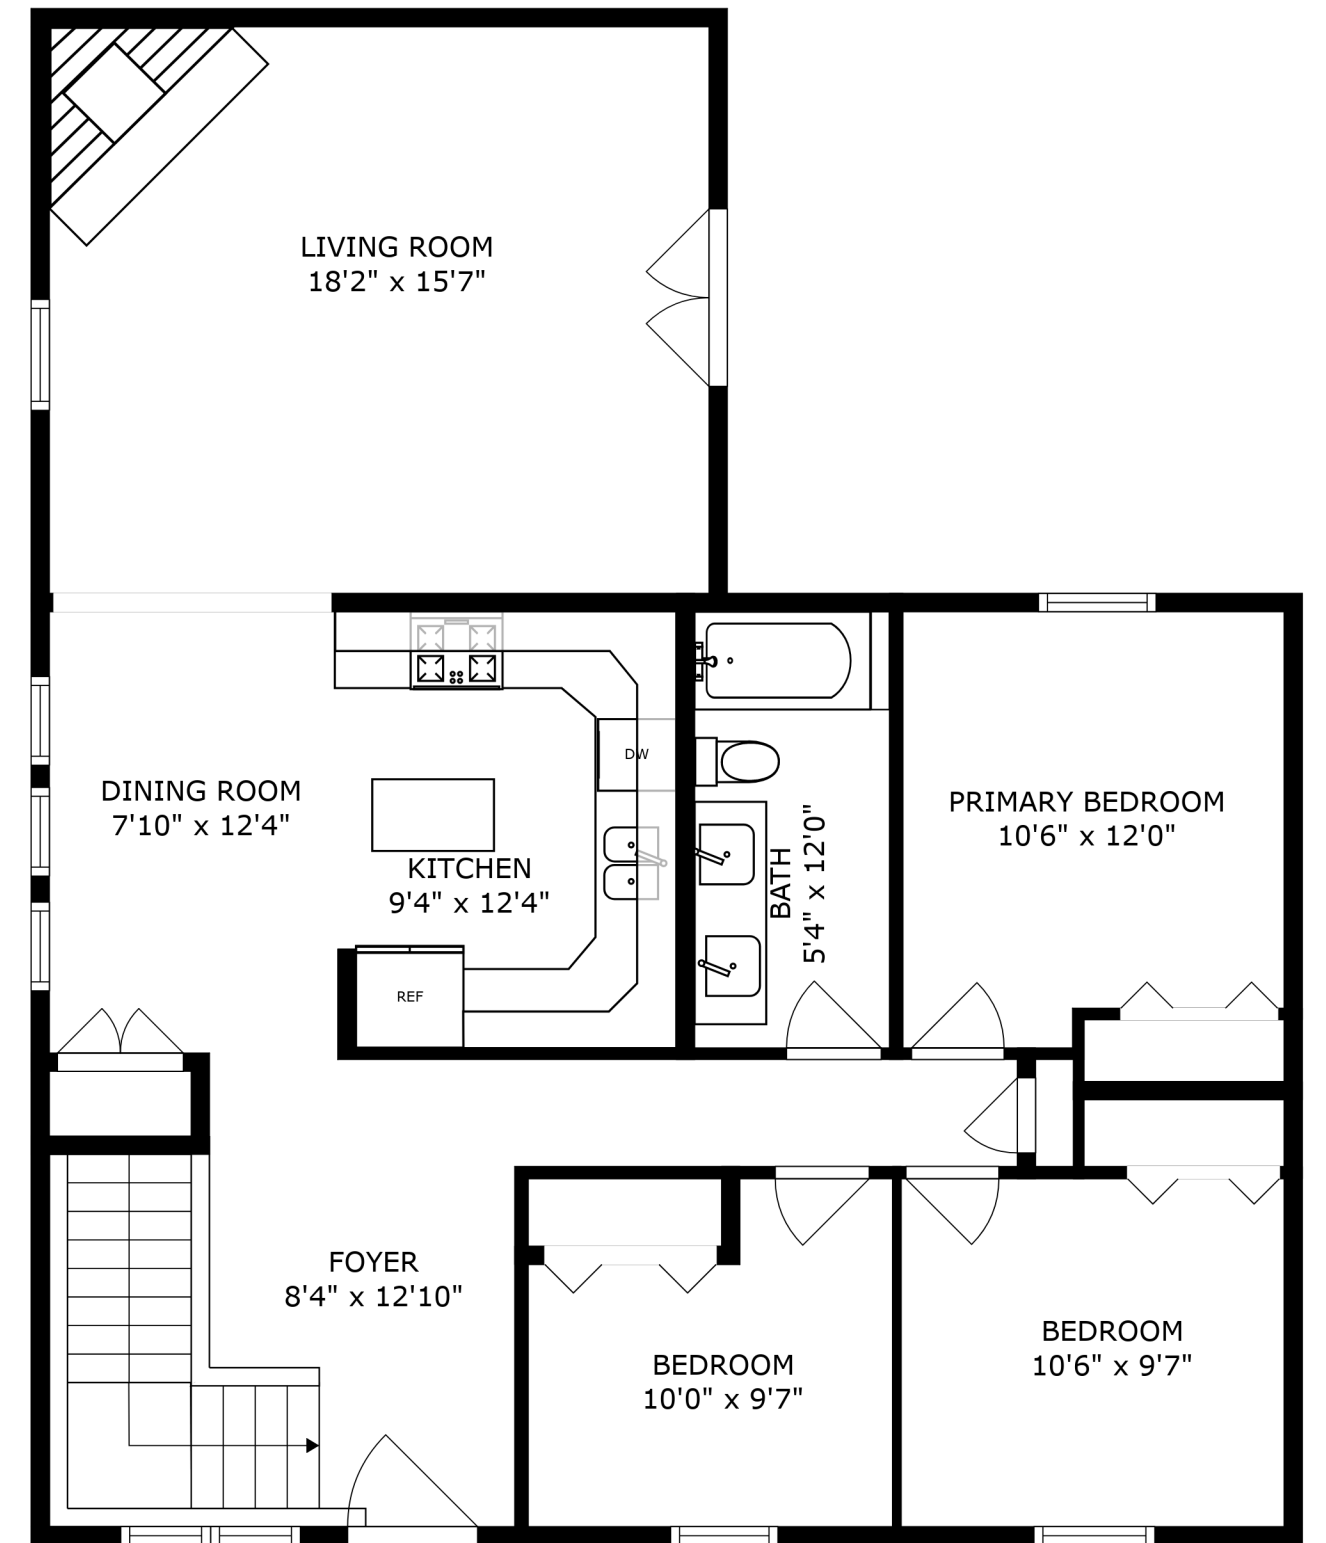 LIVING ROOM
18'2" x 15'7"
DINING ROOM
7'10" x 12'4"
DW
KITCHEN
9'4" x 12'4"
REF
BATH
5'4" x 12'0"
PRIMARY BEDROOM
10'6" x 12'0"
FOYER
8'4" x 12'10"
BEDROOM
10'0" x 9'7"
BEDROOM
10'6" x 9'7"